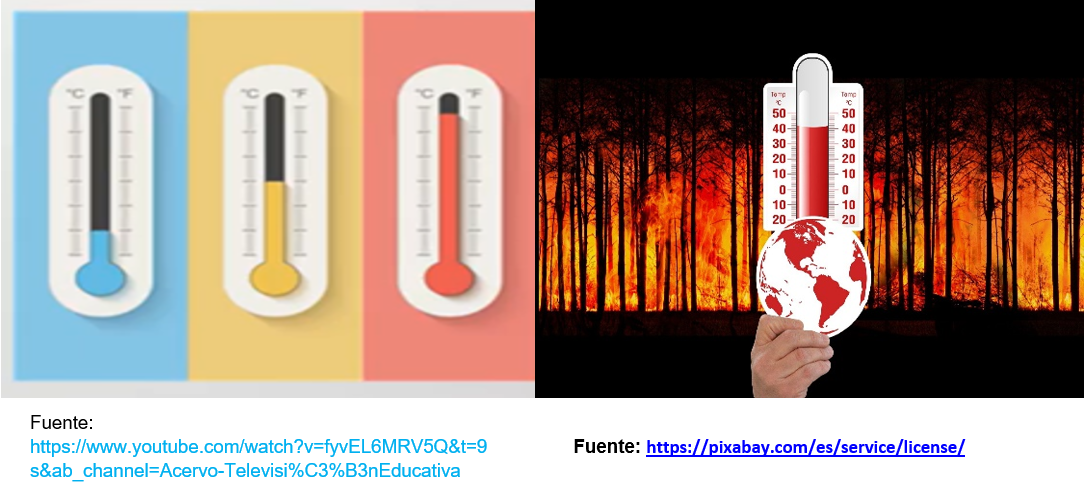 °C °F
°C °F
°C °F
Temp Temp
°C °C
50 50
40 40
30 30
20 20
10 10
0 0
10 10
20 20
Fuente:
https://www.youtube.com/watch?v=fyvEL6MRV5Q&t=9
s&ab_channel=Acervo-Televisi%C3%B3nEducativa
Fuente: https://pixabay.com/es/service/license/